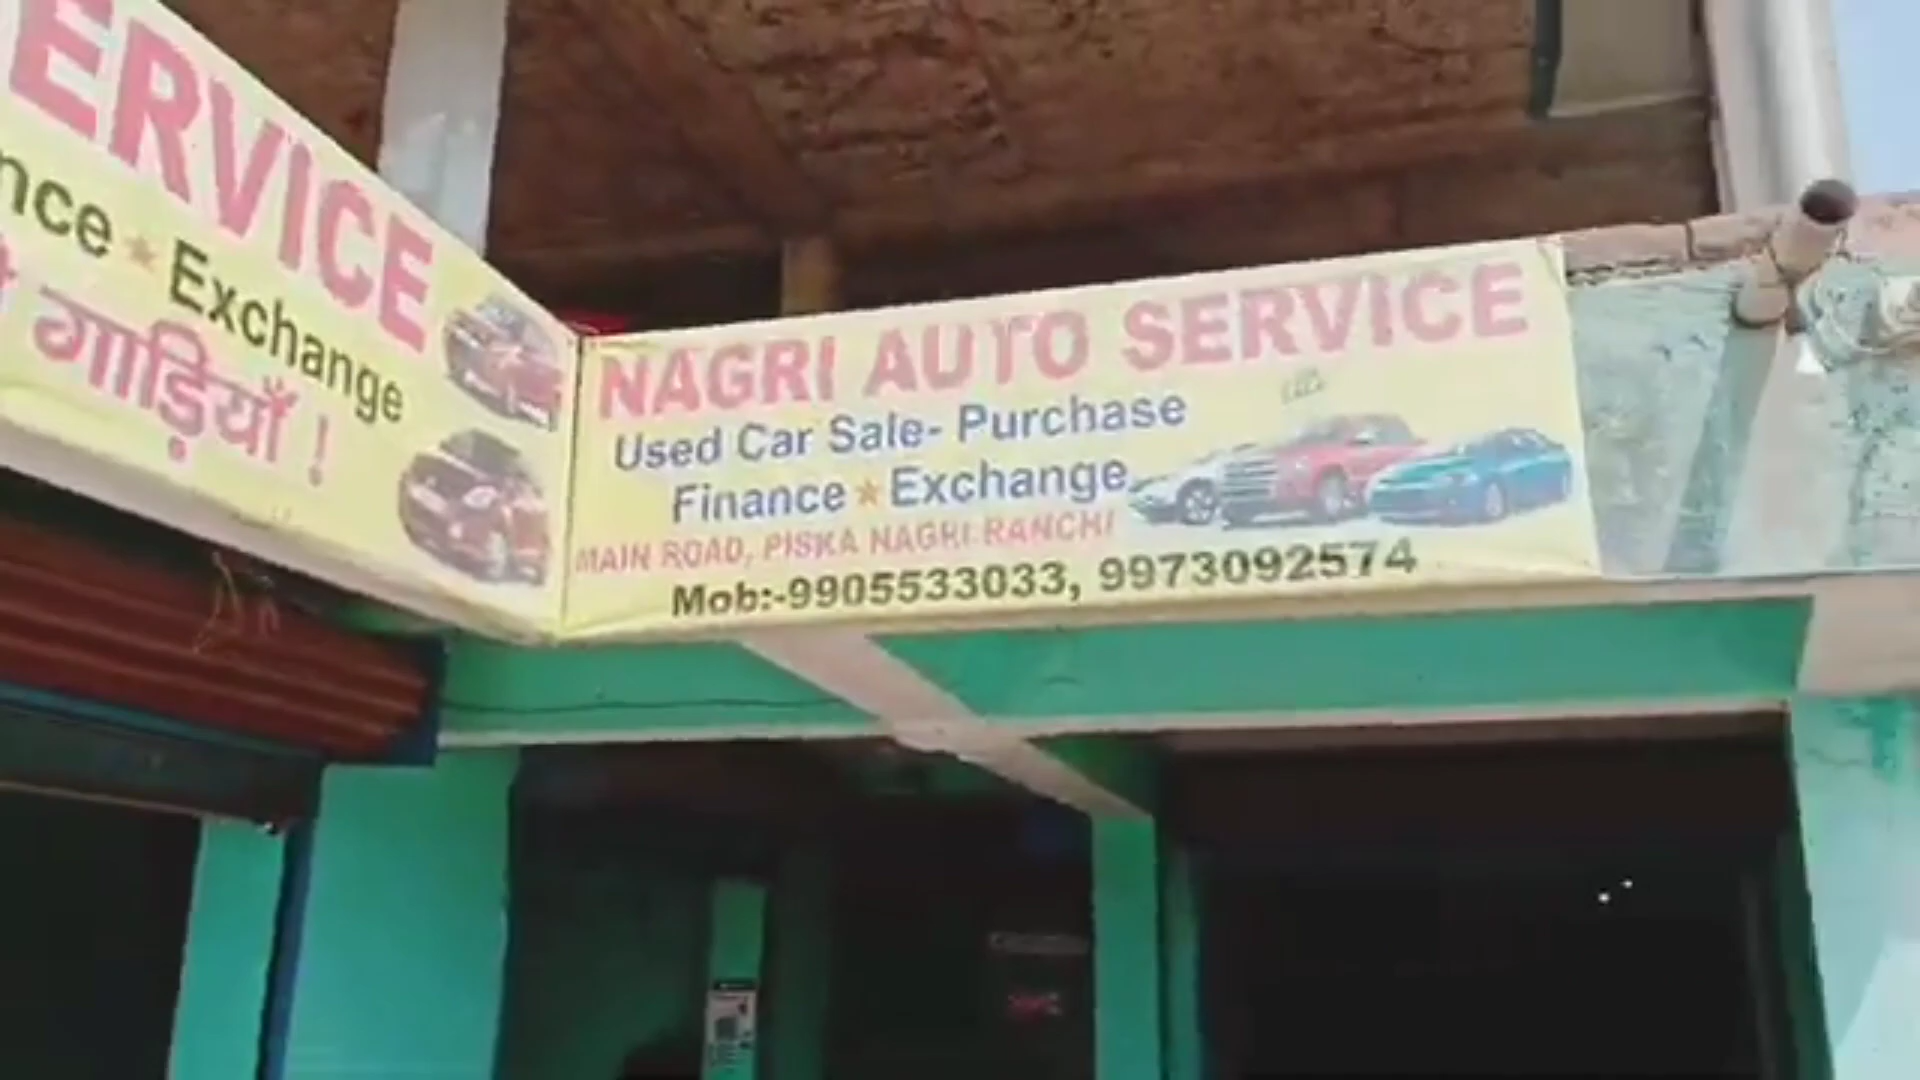 ERVICE
nce ★ Exchange
गाड़ियाँ !
NAGRI AUTO SERVICE
Used Car Sale- Purchase
Finance ★ Exchange
MAIN ROAD, PISKA NAGRI RANCHI
Mob:-9905533033, 9973092574